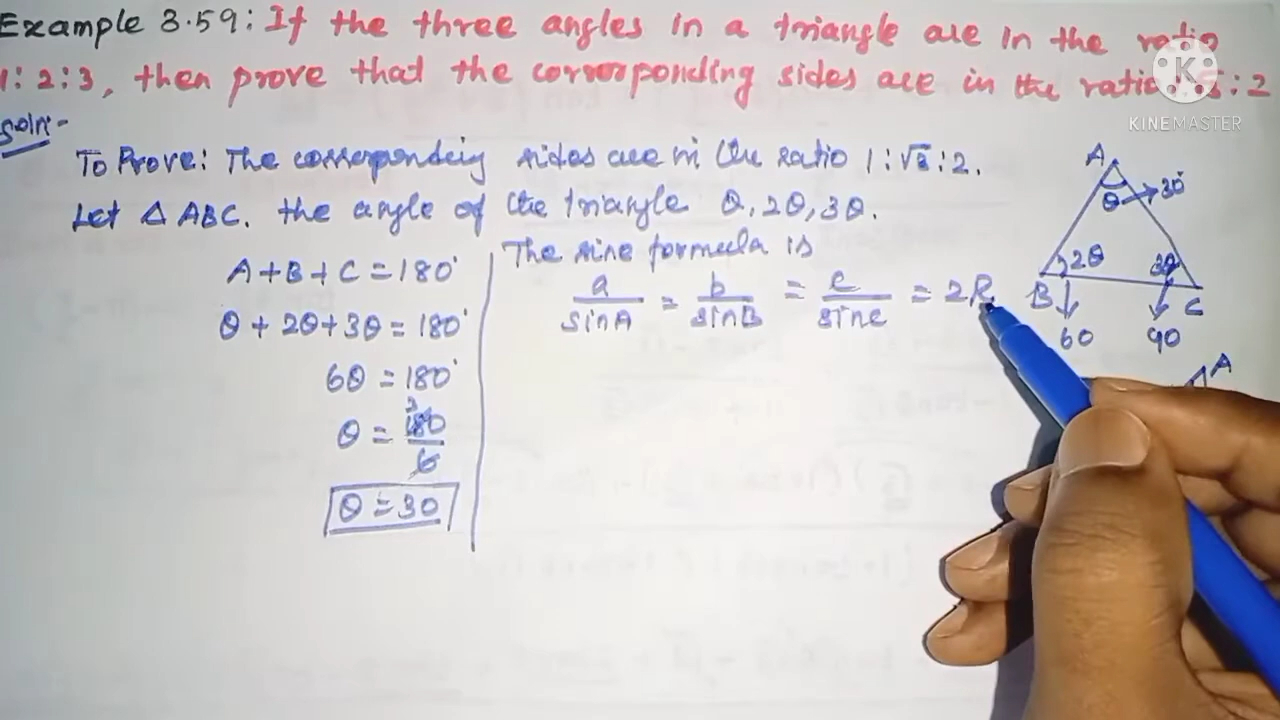 Example 3.59: If the three angles in a triangle are in the ratio
1:2:3, then prove that the corresponding sides are in the ratio
:2
KINEMASTER
Soln:-
To Prove: The corresponding sides are in the ratio 1:√3:2.
Let △ ABC. the angle of the triangle θ, 2θ, 3θ.
A+B+C=180°
θ + 2θ+3θ = 180°
6θ = 180°
θ = 180/6
3
θ = 30
The sine formula is
a/sinA = b/sinB = c/sinC = 2R
A
θ
30°
2θ
3θ
B
C
60
90
A